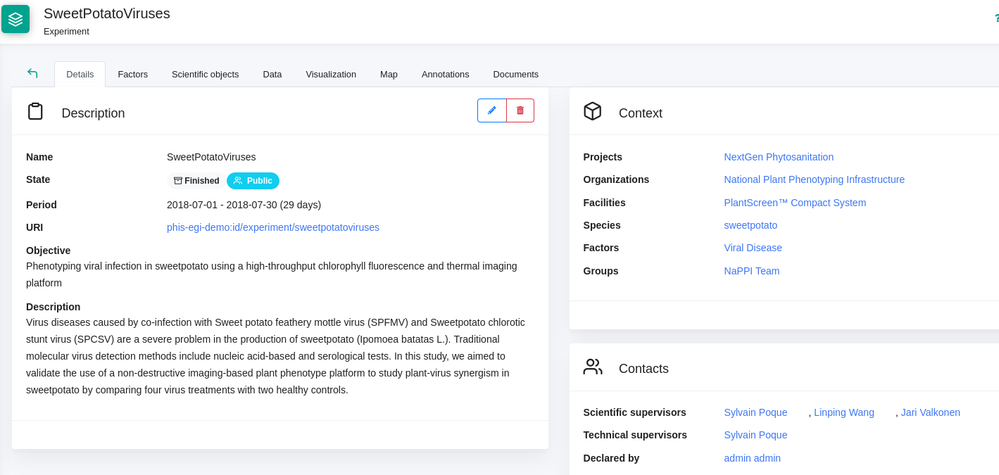 SweetPotatoViruses
Experiment
?
Details Factors Scientific objects Data Visualization Map Annotations Documents
Description
Name SweetPotatoViruses
State Finished Public
Period 2018-07-01 - 2018-07-30 (29 days)
URI phis-egi-demo:id/experiment/sweetpotatoviruses
Objective
Phenotyping viral infection in sweetpotato using a high-throughput chlorophyll fluorescence and thermal imaging
platform
Description
Virus diseases caused by co-infection with Sweet potato feathery mottle virus (SPFMV) and Sweetpotato chlorotic
stunt virus (SPCSV) are a severe problem in the production of sweetpotato (Ipomoea batatas L.). Traditional
molecular virus detection methods include nucleic acid-based and serological tests. In this study, we aimed to
validate the use of a non-destructive imaging-based plant phenotype platform to study plant-virus synergism in
sweetpotato by comparing four virus treatments with two healthy controls.
Context
Projects NextGen Phytosanitation
Organizations National Plant Phenotyping Infrastructure
Facilities PlantScreen™ Compact System
Species sweetpotato
Factors Viral Disease
Groups NaPPI Team
Contacts
Scientific supervisors Sylvain Poque , Linping Wang , Jari Valkonen
Technical supervisors Sylvain Poque
Declared by admin admin